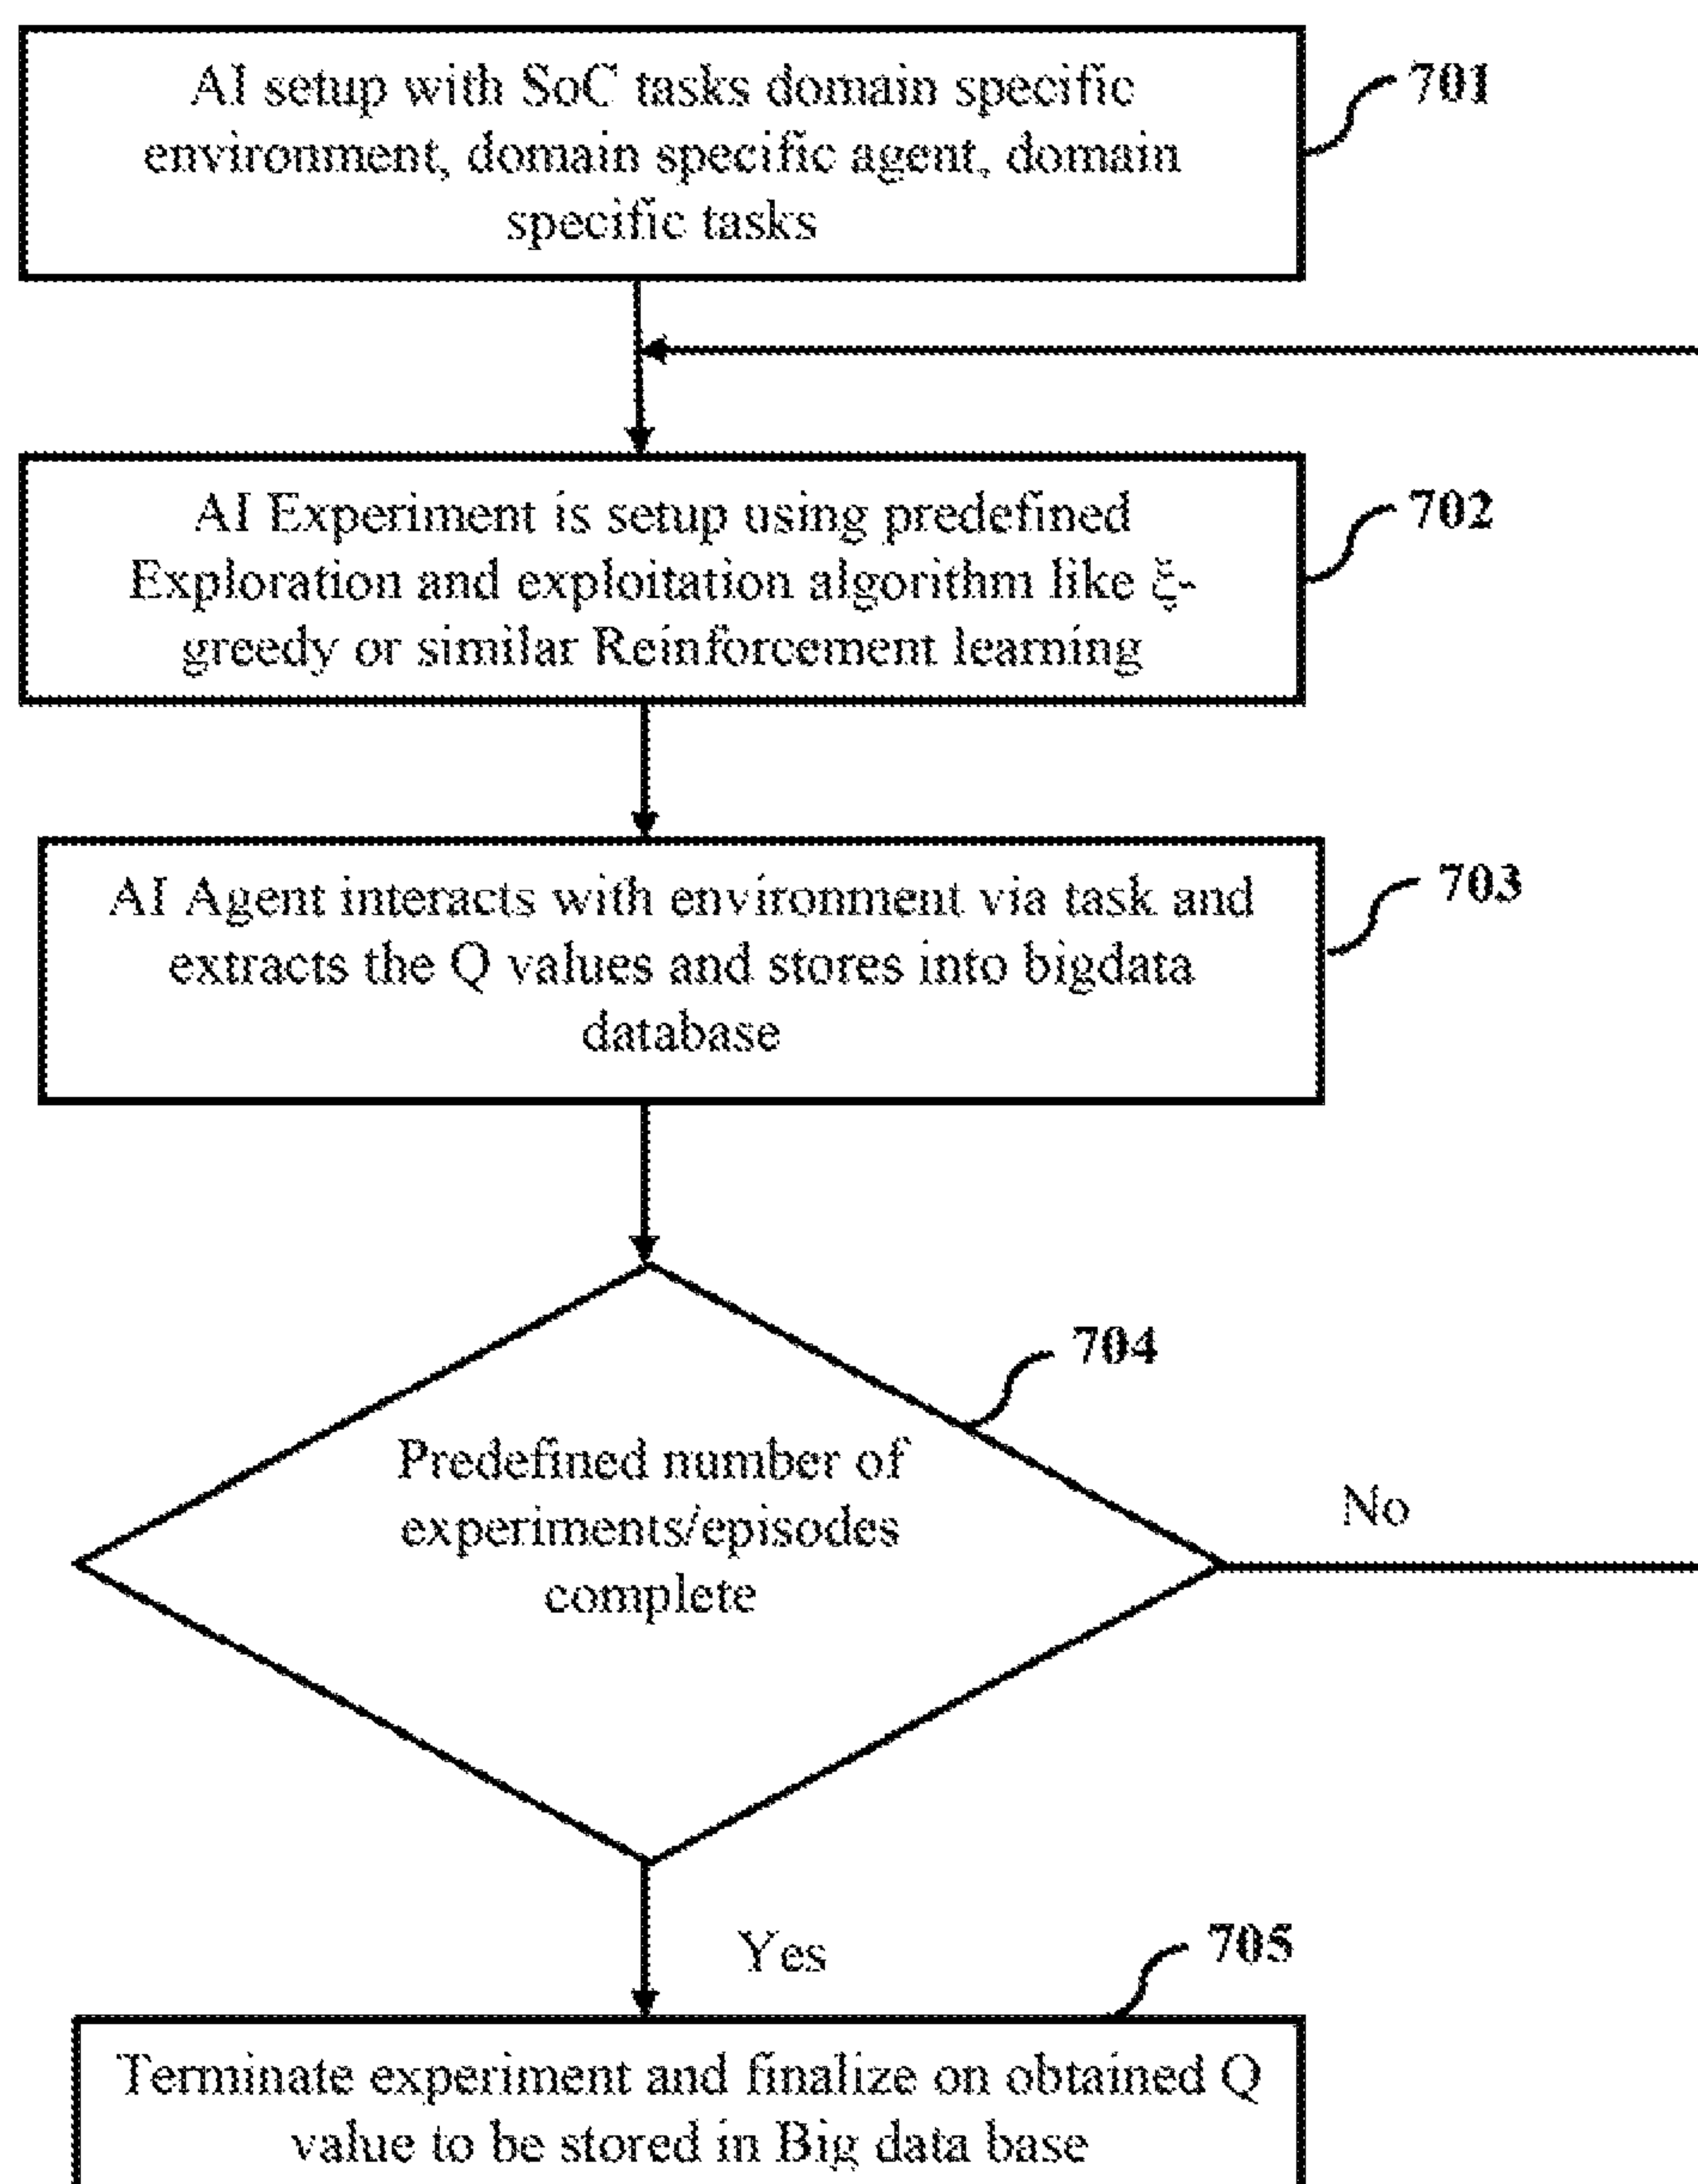 AI setup with SoC tasks domain specific
environment, domain specific agent, domain
specific tasks
701
AI Experiment is setup using predefined
Exploration and exploitation algorithm like ξ-
greedy or similar Reinforcement learning
702
AI Agent interacts with environment via task and
extracts the Q values and stores into bigdata
database
703
704
Predefined number of
experiments/episodes
complete
No
Yes
705
Terminate experiment and finalize on obtained Q
value to be stored in Big data base